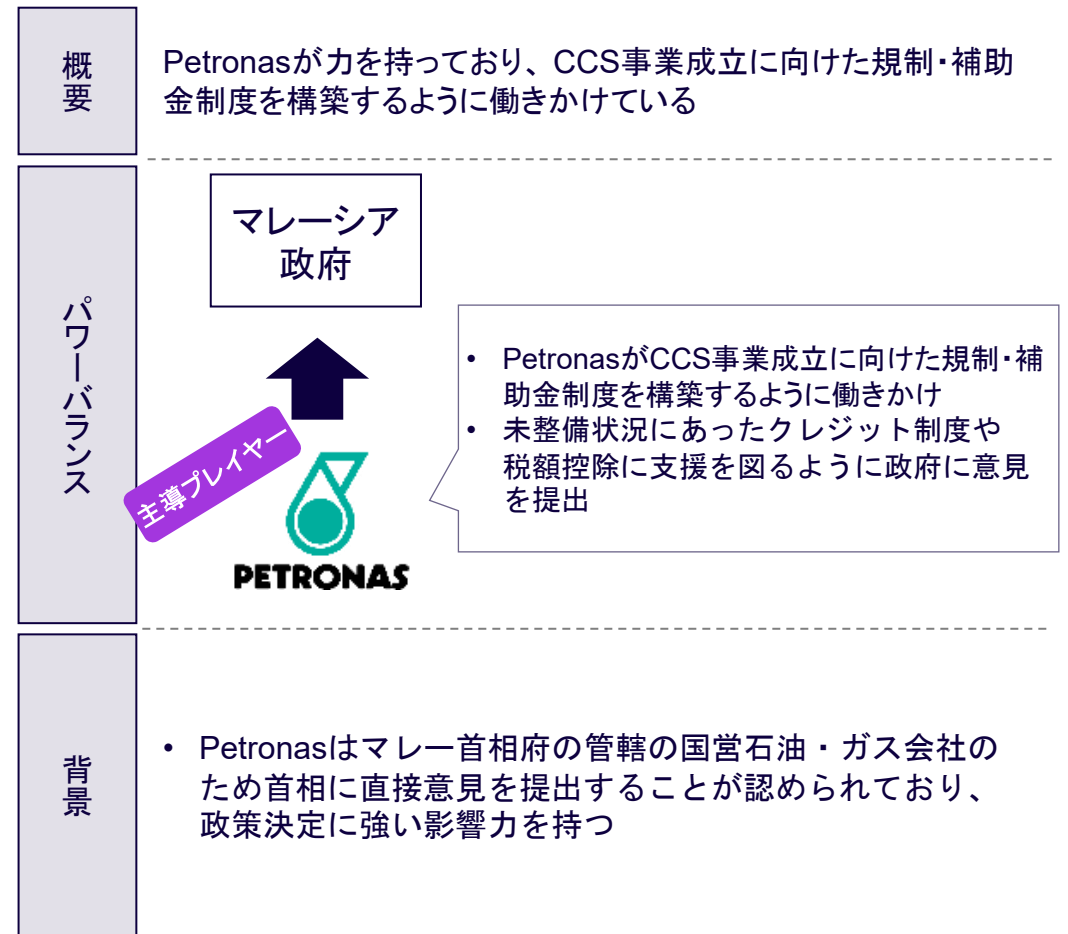 概要
Petronasが力を持っており、CCS事業成立に向けた規制・補助
金制度を構築するように働きかけている
パワーバランス
マレーシア
政府
主導プレイヤー
PETRONAS
• PetronasがCCS事業成立に向けた規制・補
助金制度を構築するように働きかけ
• 未整備状況にあったクレジット制度や
税額控除に支援を図るように政府に意見
を提出
背景
• Petronasはマレー首相府の管轄の国営石油・ガス会社の
ため首相に直接意見を提出することが認められており、
政策決定に強い影響力を持つ